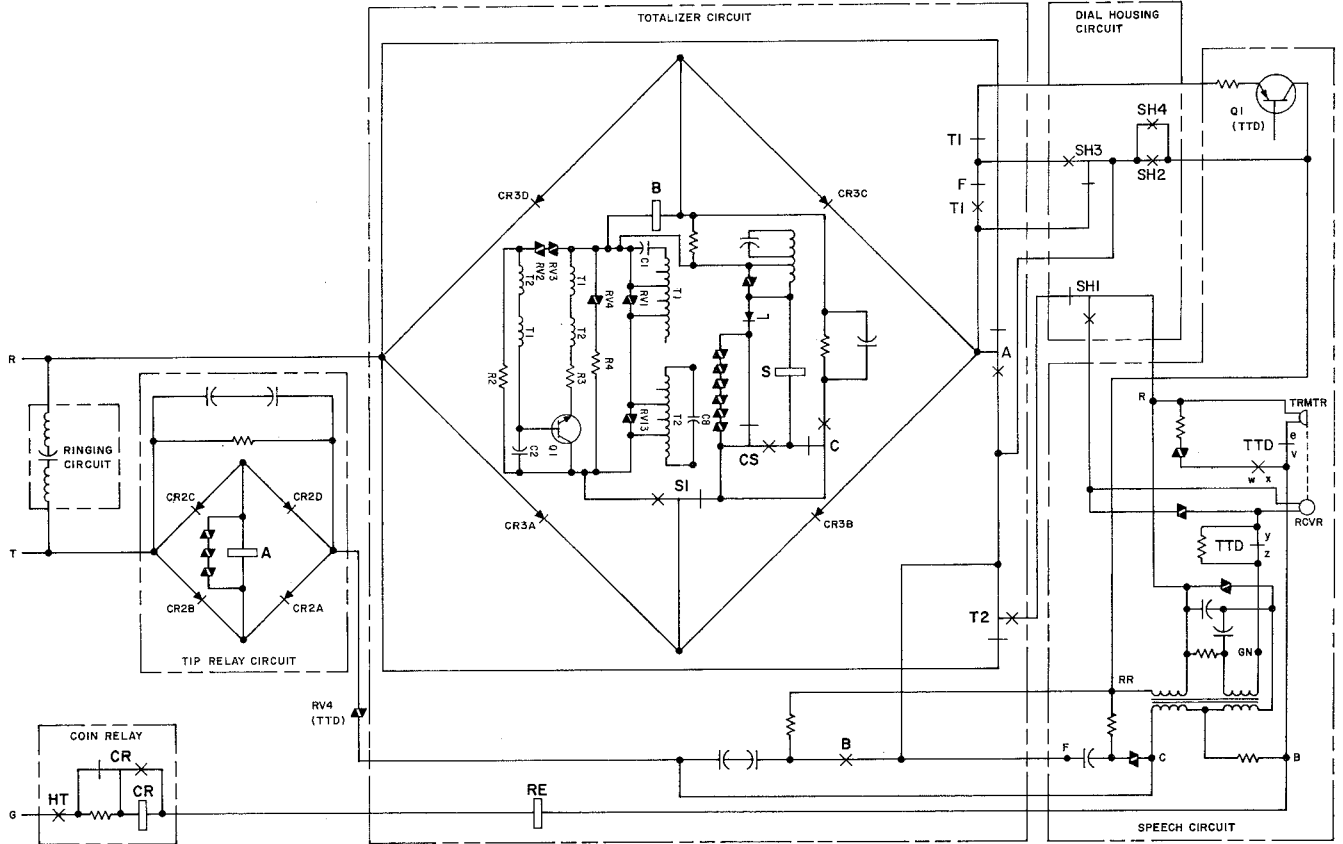 TOTALIZER CIRCUIT
DIAL HOUSING
CIRCUIT
Q1
(TTD)
SH4
SH2
SH3
T1
F
T1
CR3D
B
CR3C
RV2
RV3
T2
T1
T1
T2
R2
R3
C2
Q1
RV4
R4
C1
RV1
T1
RV13
T2
C8
L
S
CS
C
S1
CR3A
CR3B
A
SH1
R
T
RINGING
CIRCUIT
CR2C
CR2D
A
CR2B
CR2A
TIP RELAY CIRCUIT
RV4
(TTD)
T2
R
TRMTR
TTD
e
v
w x
RCVR
TTD
y
z
GN
RR
B
F
C
B
COIN RELAY
CR
HT
CR
G
RE
SPEECH CIRCUIT